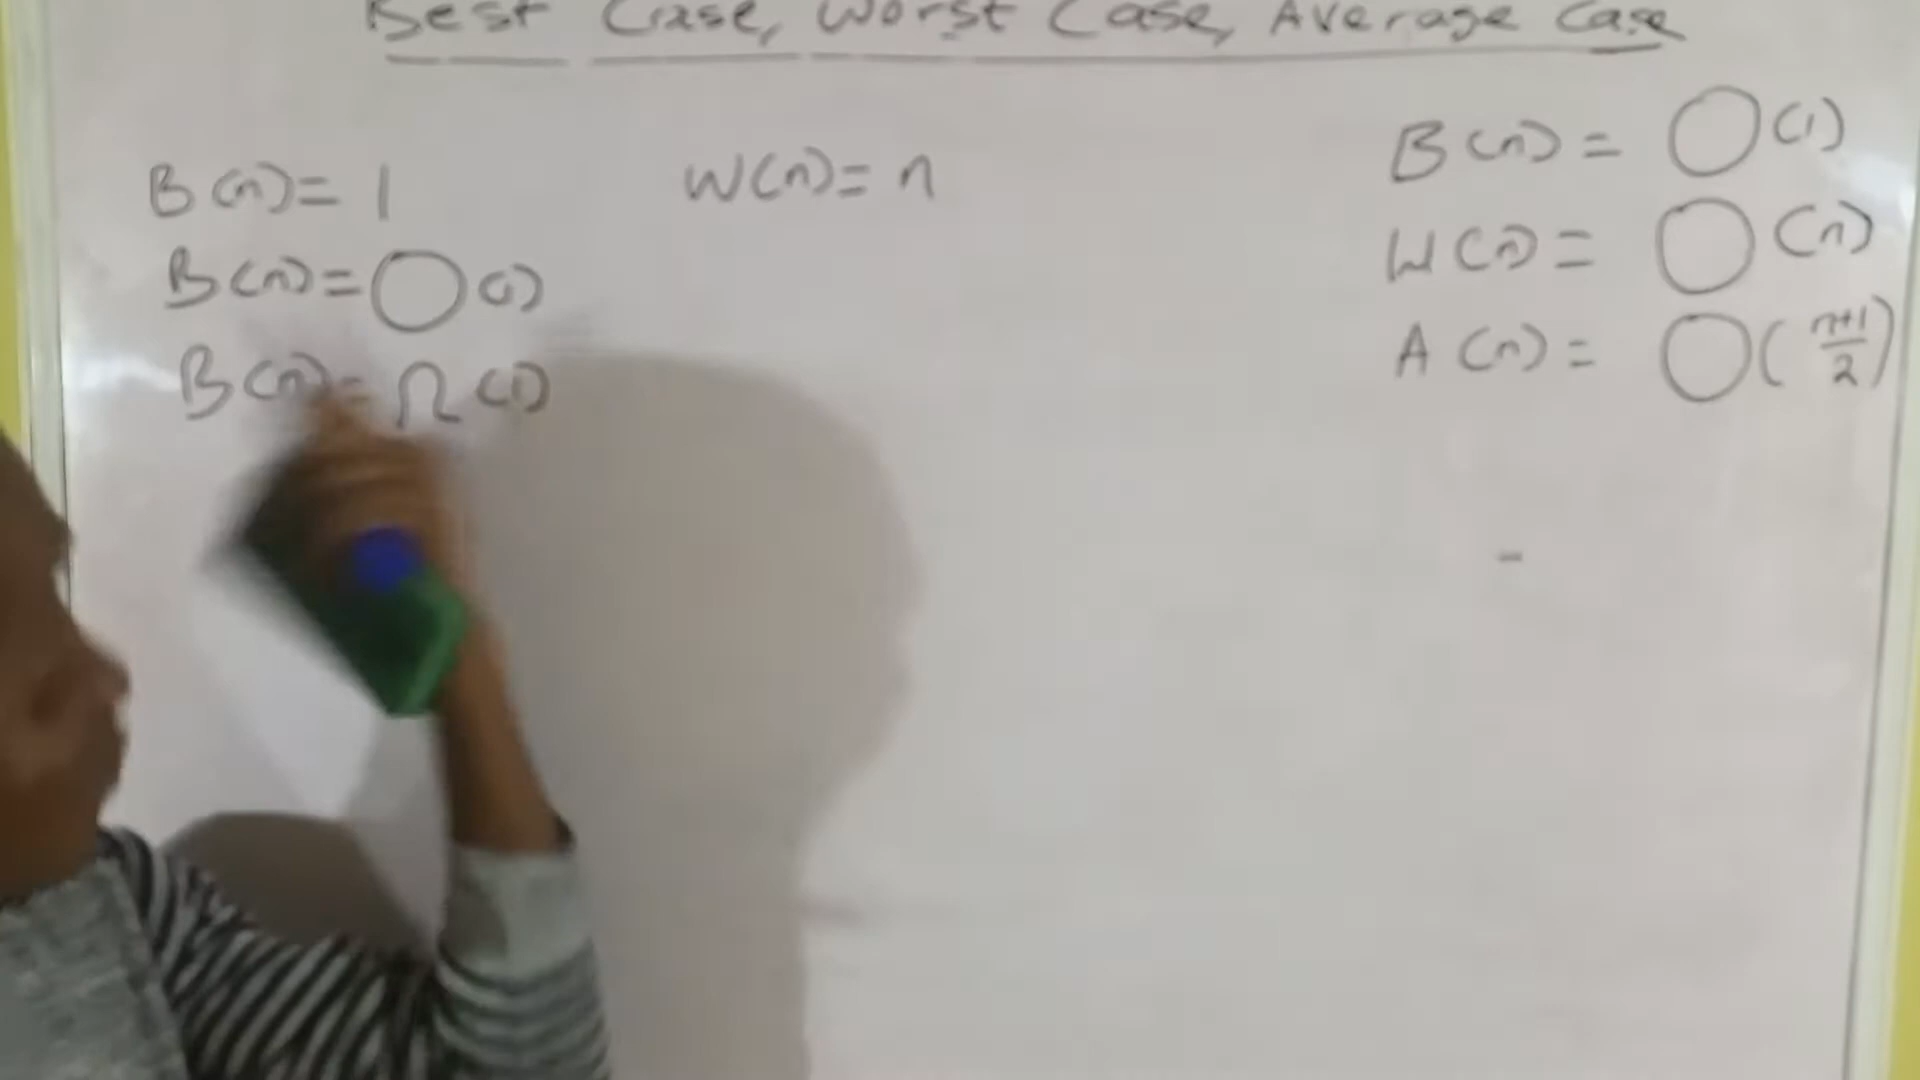 Best Case, Worst Case, Average Case
B(n)= 1
B(n)= O(1)
B(n)= Ω(1)
W(n)= n
B(n)= O(1)
W(n)= O(n)
A(n)= O(n+1/2)